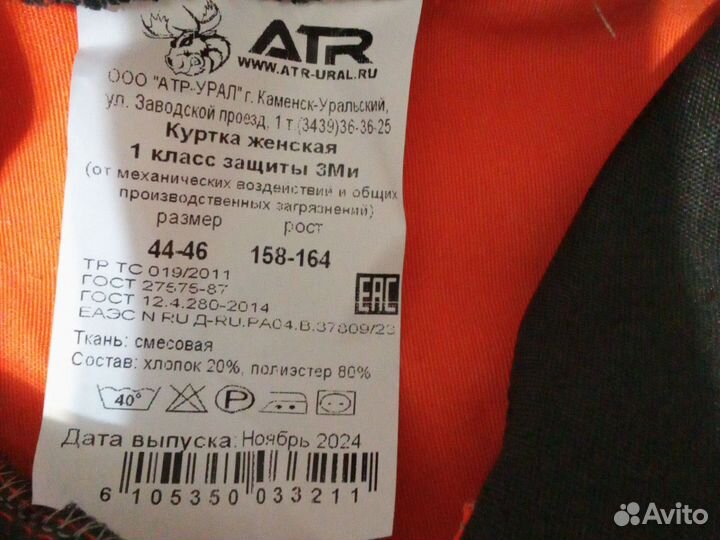 ATR
WWW.ATR-URAL.RU
ООО "АТР-УРАЛ" г. Каменск-Уральский,
ул. Заводской проезд, 1 т.(3439)36-36-25
Куртка женская
1 класс защиты ЗМи
(от механических воздействий и общих
производственных загрязнений)
размер рост
44-46 158-164
ТР ТС 019/2011
ГОСТ 27575-87
ГОСТ 12.4.280-2014
ЕАЭС N RU Д-RU.РА04.В.37809/23
EAC
Ткань: смесовая
Состав: хлопок 20%, полиэстер 80%
40° P
Дата выпуска: Ноябрь 2024
6 105350 033211
Avito